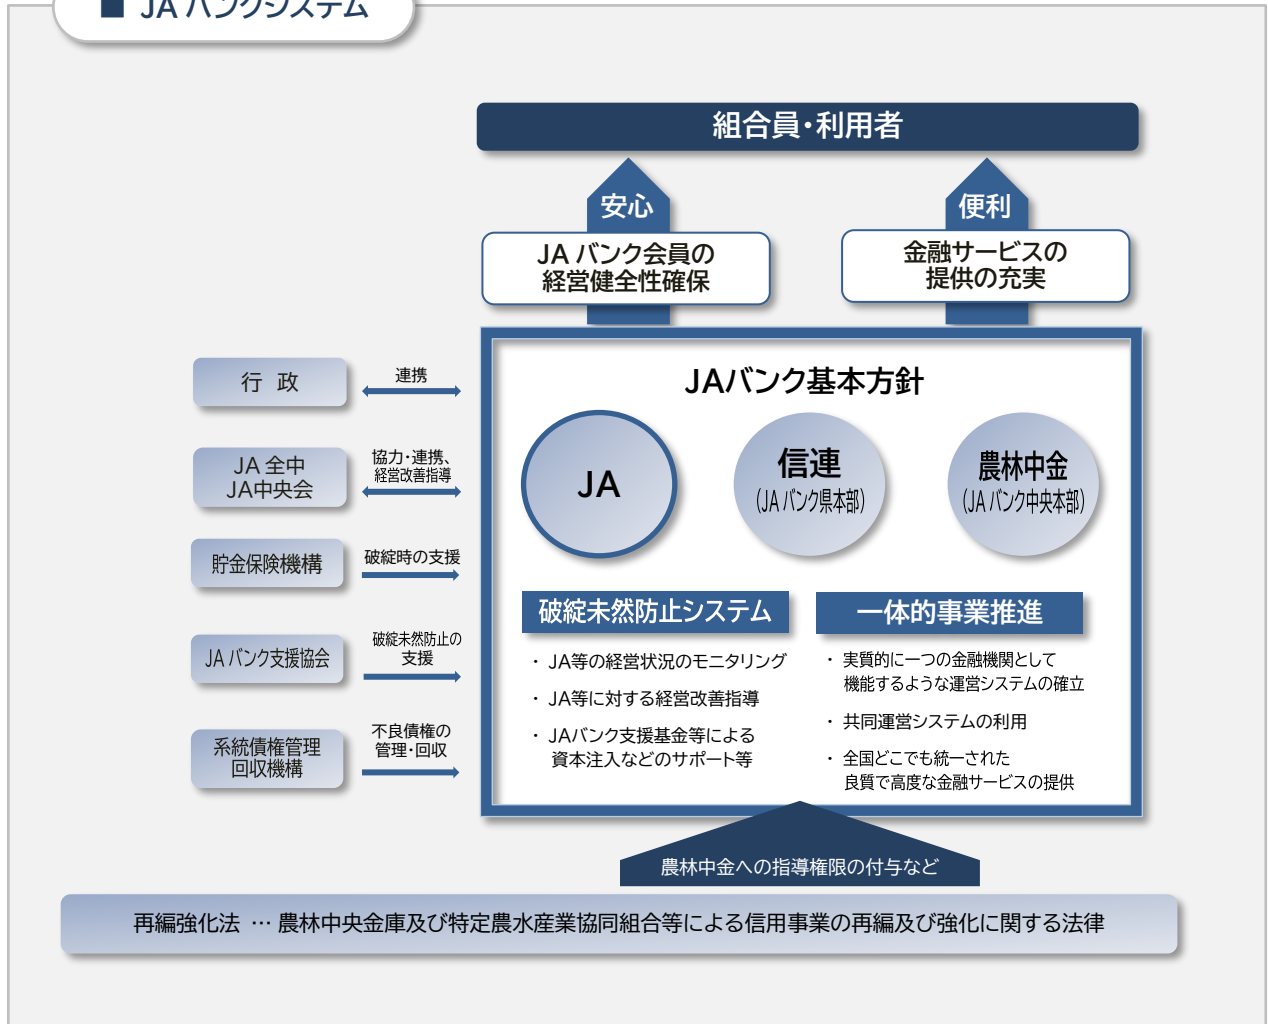 ■ JA バンクシステム
組合員・利用者
安心
便利
JA バンク会員の
経営健全性確保
金融サービスの
提供の充実
行 政
連携
JA 全中
JA中央会
協力・連携、
経営改善指導
貯金保険機構
破綻時の支援
JA バンク支援協会
破綻未然防止の
支援
系統債権管理
回収機構
不良債権の
管理・回収
JAバンク基本方針
JA
信連
（JA バンク県本部）
農林中金
（JA バンク中央本部）
破綻未然防止システム
・ JA等の経営状況のモニタリング
・ JA等に対する経営改善指導
・ JAバンク支援基金等による
資本注入などのサポート等
一体的事業推進
・ 実質的に一つの金融機関として
機能するような運営システムの確立
・ 共同運営システムの利用
・ 全国どこでも統一された
良質で高度な金融サービスの提供
農林中金への指導権限の付与など
再編強化法 … 農林中央金庫及び特定農水産業協同組合等による信用事業の再編及び強化に関する法律